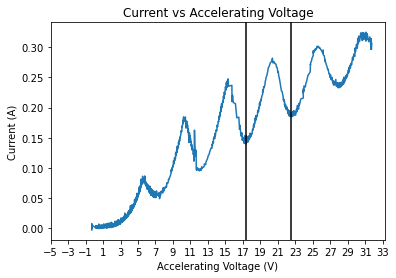 Current vs Accelerating Voltage
Current (A)
0.30
0.25
0.20
0.15
0.10
0.05
0.00
−5 −3 −1 1 3 5 7 9 11 13 15 17 19 21 23 25 27 29 31 33
Accelerating Voltage (V)